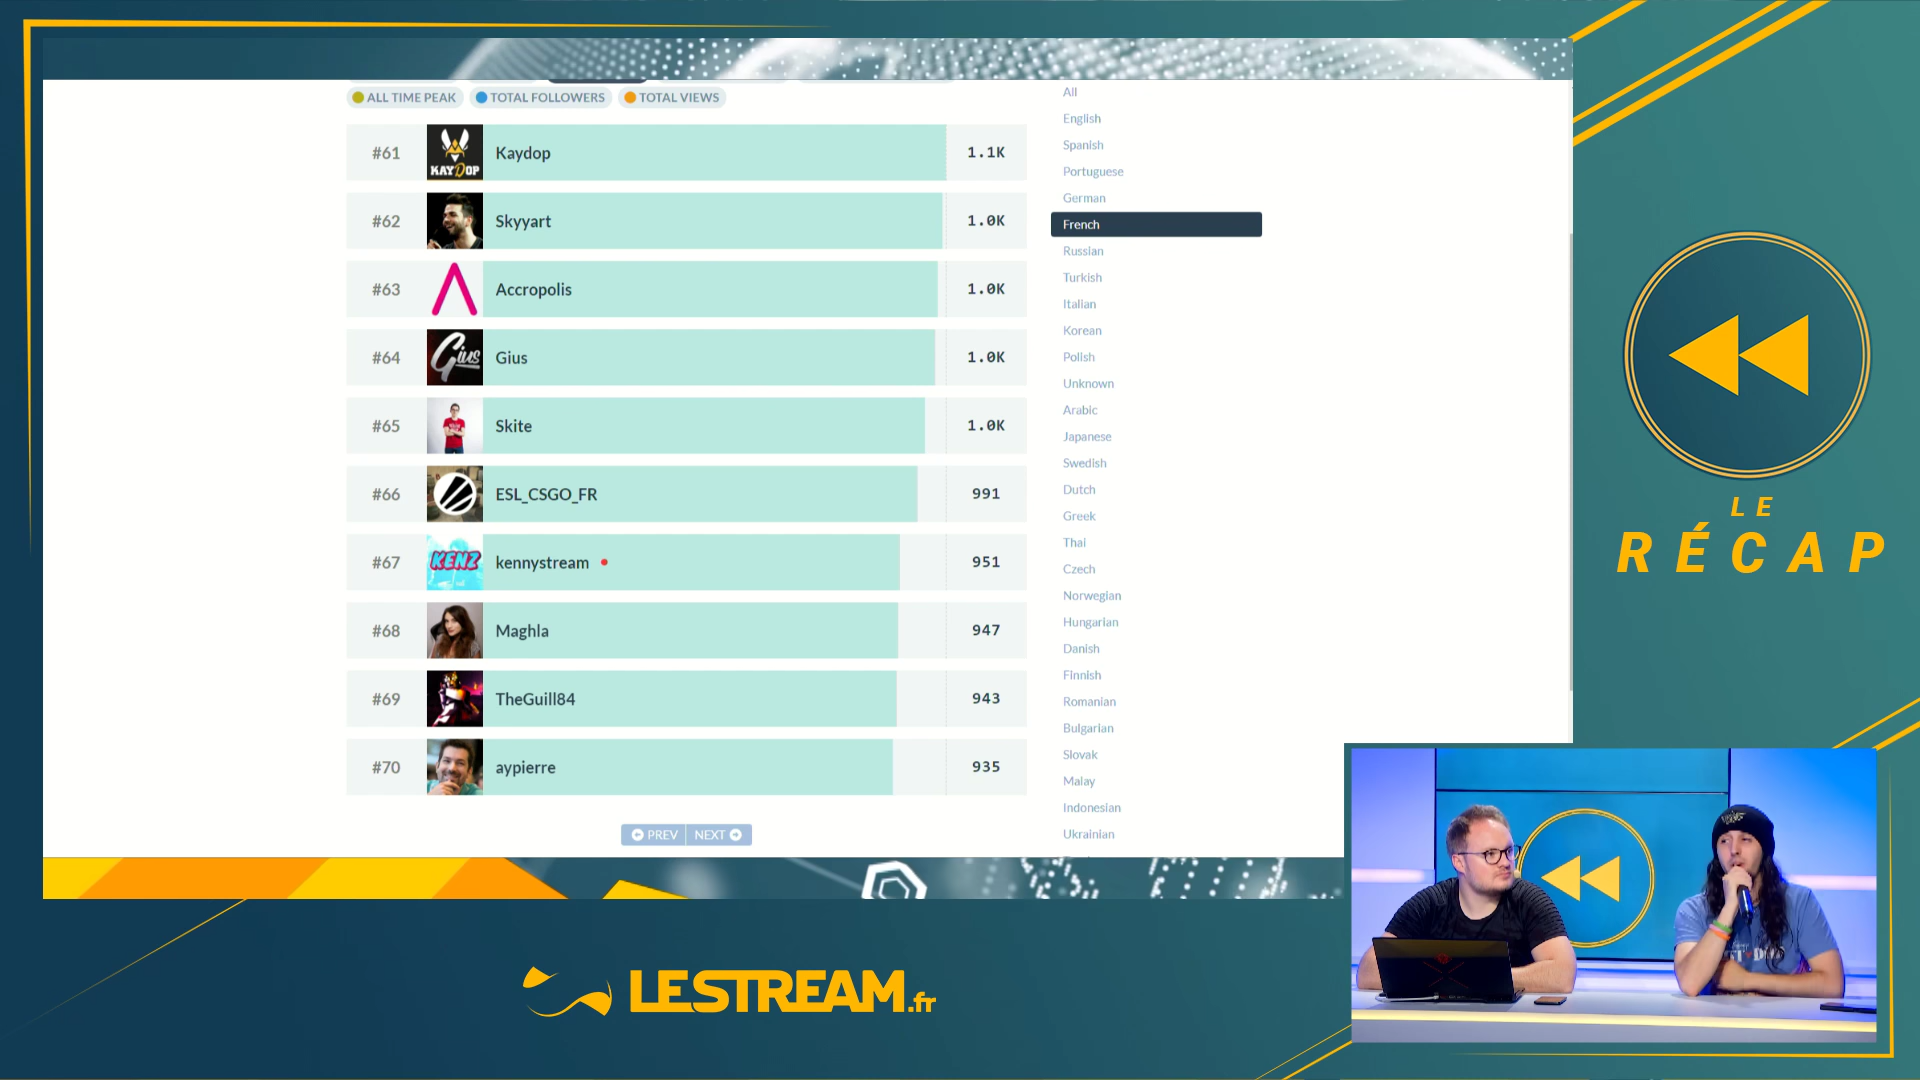 ALL TIME PEAK TOTAL FOLLOWERS TOTAL VIEWS
#61 KAYDOP Kaydop 1.1K
#62 Skyyart 1.0K
#63 Accropolis 1.0K
#64 Gius Gius 1.0K
#65 Skite 1.0K
#66 ESL_CSGO_FR 991
#67 KENZ kennystream 951
#68 Maghla 947
#69 TheGuill84 943
#70 aypierre 935
PREV NEXT
All
English
Spanish
Portuguese
German
French
Russian
Turkish
Italian
Korean
Polish
Unknown
Arabic
Japanese
Swedish
Dutch
Greek
Thai
Czech
Norwegian
Hungarian
Danish
Finnish
Romanian
Bulgarian
Slovak
Malay
Indonesian
Ukrainian
LE
RÉCAP
LESTREAM.fr